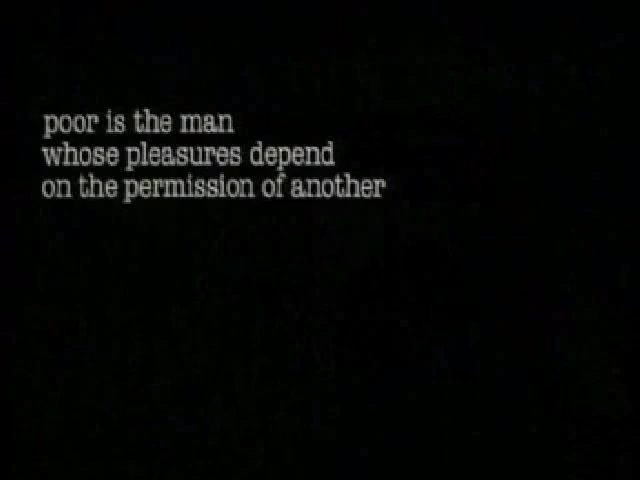 poor is the man
whose pleasures depend
on the permission of another